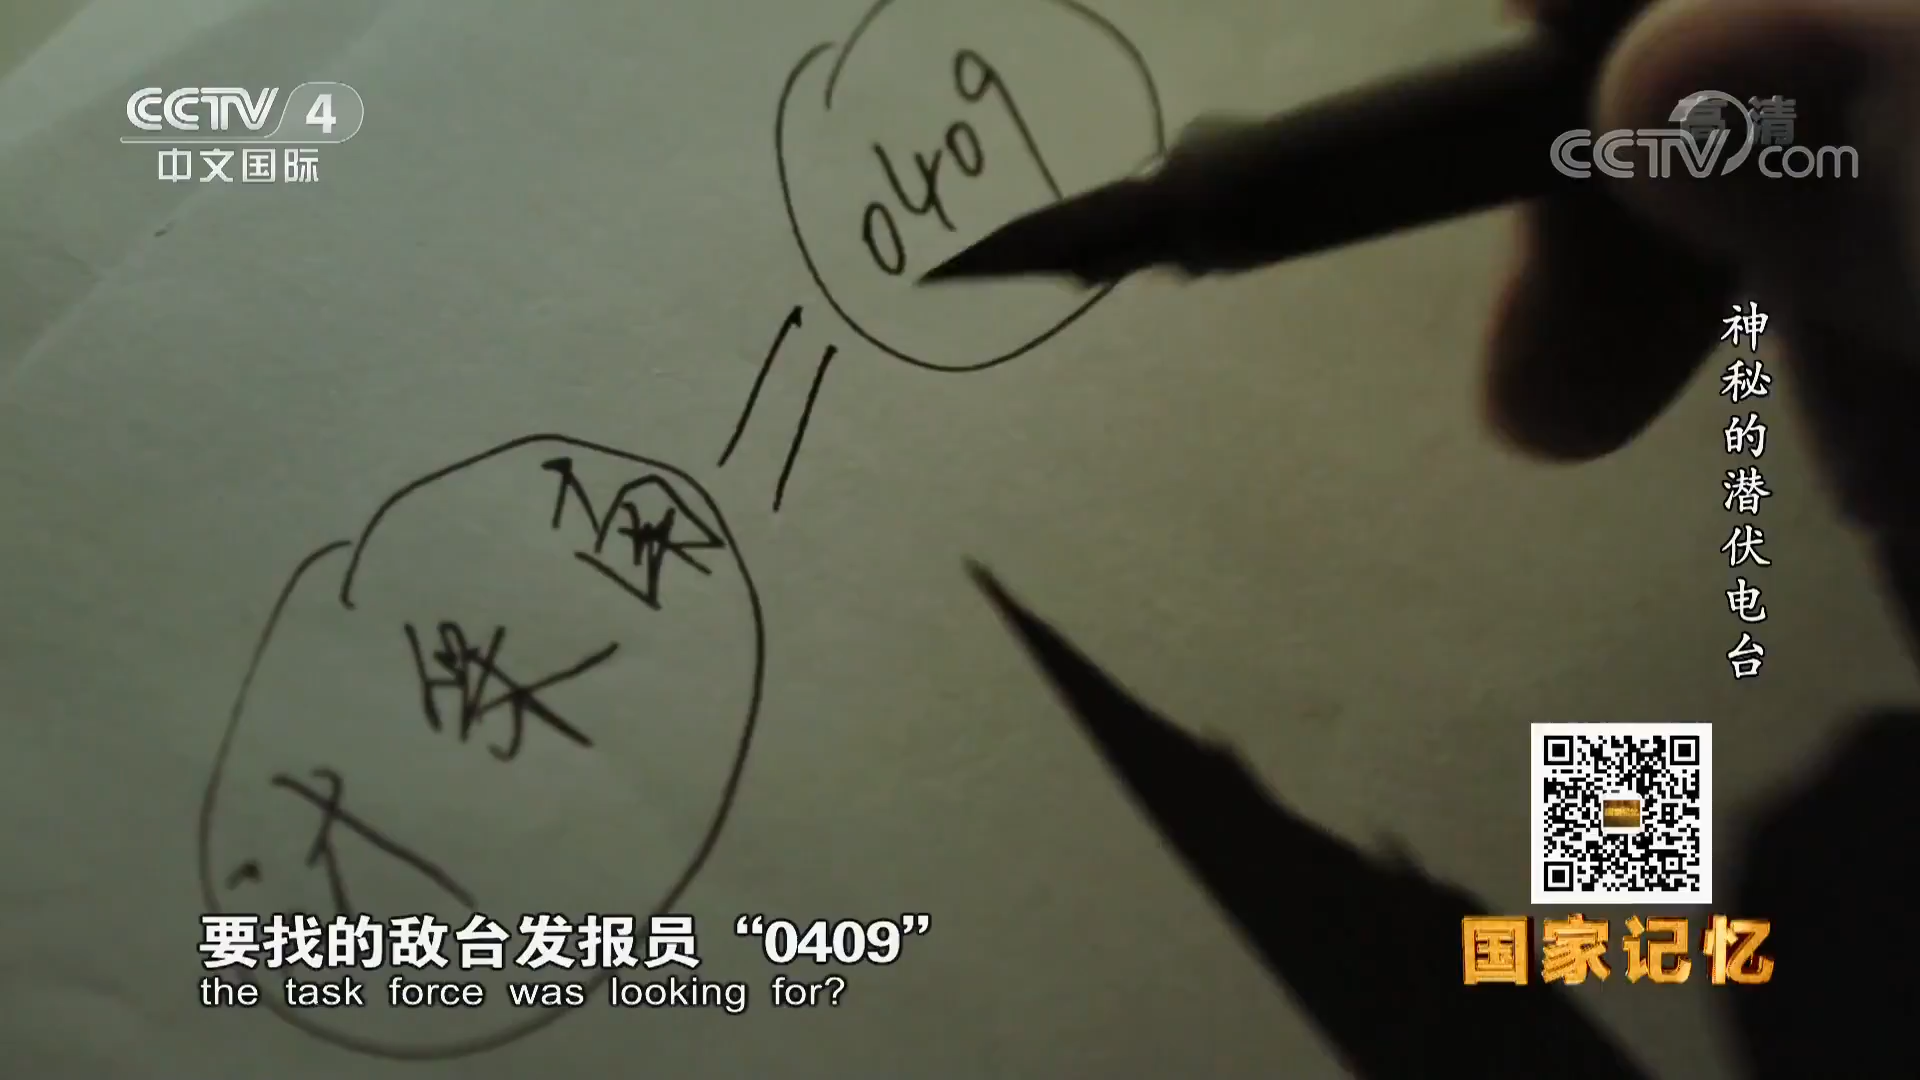 CCTV 4
中文国际
高清
CCTV com
0409
神秘的潜伏电台
要找的敌台发报员“0409”
the task force was looking for?
国家记忆